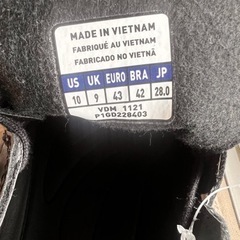 MADE IN VIETNAM
FABRIQUÉ AU VIETNAM
FABRICADO NO VIETNÃ
US UK EURO BRA JP
10 9 43 42 28.0
VDM 1121
P1GD228403